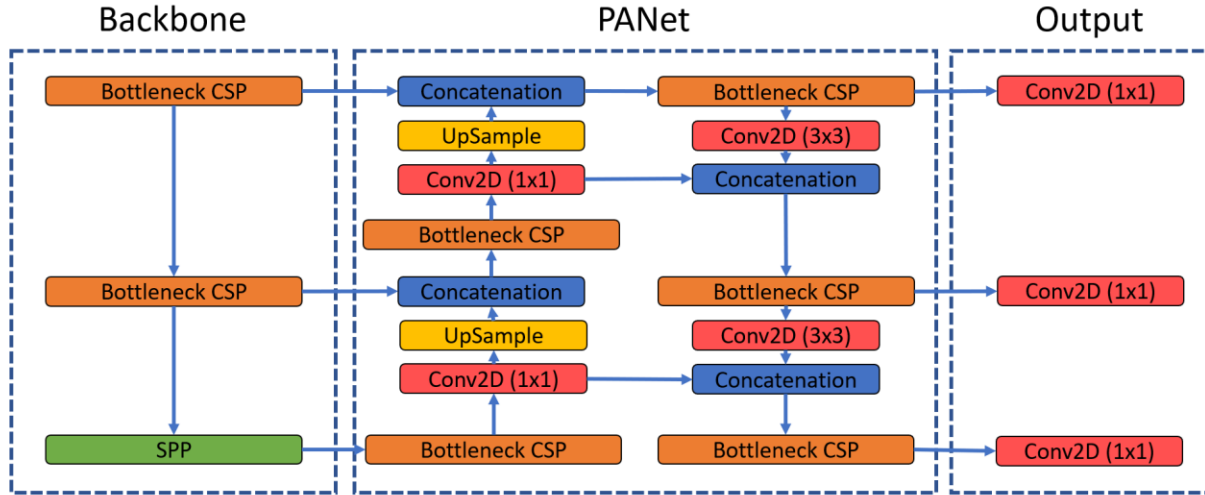 Backbone
PANet
Output
Bottleneck CSP
Concatenation
Bottleneck CSP
Conv2D (1x1)
UpSample
Conv2D (3x3)
Conv2D (1x1)
Concatenation
Bottleneck CSP
Bottleneck CSP
Concatenation
Bottleneck CSP
Conv2D (1x1)
UpSample
Conv2D (3x3)
Conv2D (1x1)
Concatenation
SPP
Bottleneck CSP
Bottleneck CSP
Conv2D (1x1)